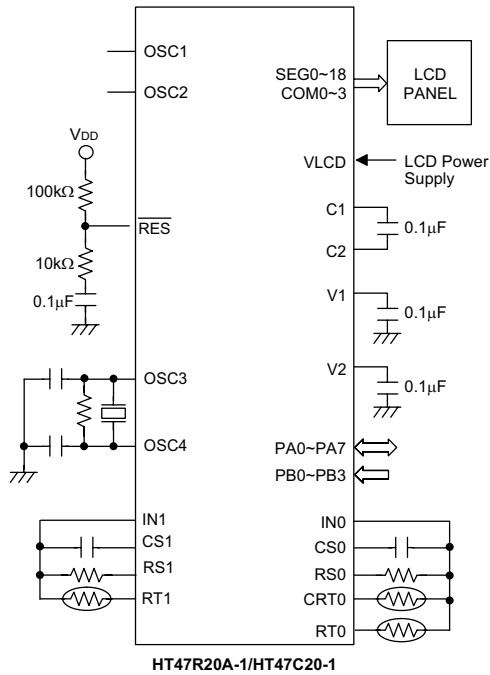 OSC1
OSC2
VDD
100kΩ
RES
10kΩ
0.1μF
OSC3
OSC4
IN1
CS1
RS1
RT1
SEG0~18
COM0~3
LCD
PANEL
VLCD
LCD Power
Supply
C1
0.1μF
C2
V1
0.1μF
V2
0.1μF
PA0~PA7
PB0~PB3
IN0
CS0
RS0
CRT0
RT0
HT47R20A-1/HT47C20-1